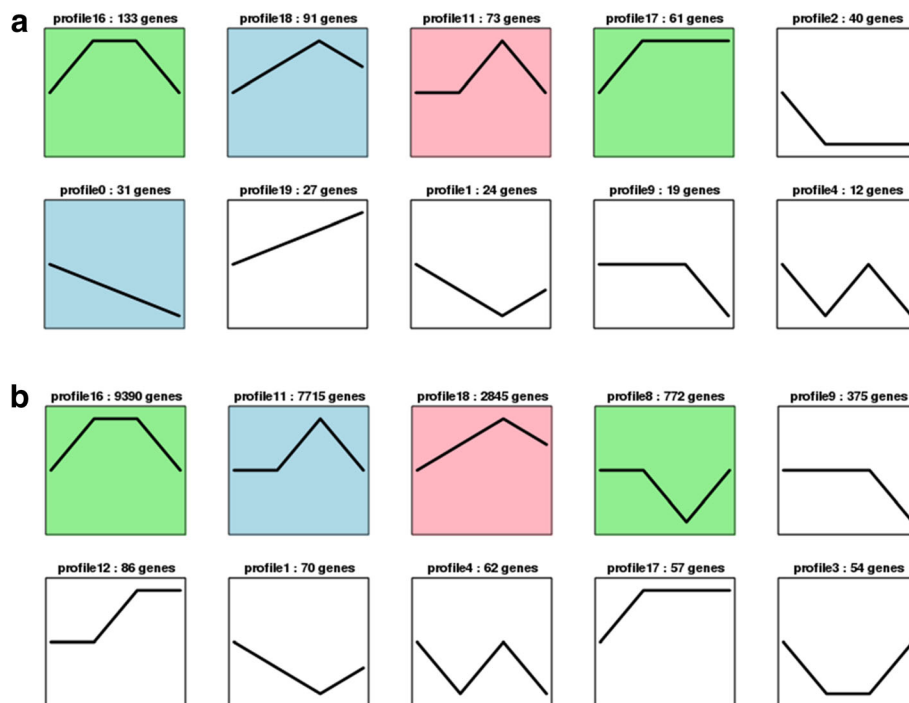 a
profile16 : 133 genes
profile18 : 91 genes
profile11 : 73 genes
profile17 : 61 genes
profile2 : 40 genes
profile0 : 31 genes
profile19 : 27 genes
profile1 : 24 genes
profile9 : 19 genes
profile4 : 12 genes
b
profile16 : 9390 genes
profile11 : 7715 genes
profile18 : 2845 genes
profile8 : 772 genes
profile9 : 375 genes
profile12 : 86 genes
profile1 : 70 genes
profile4 : 62 genes
profile17 : 57 genes
profile3 : 54 genes